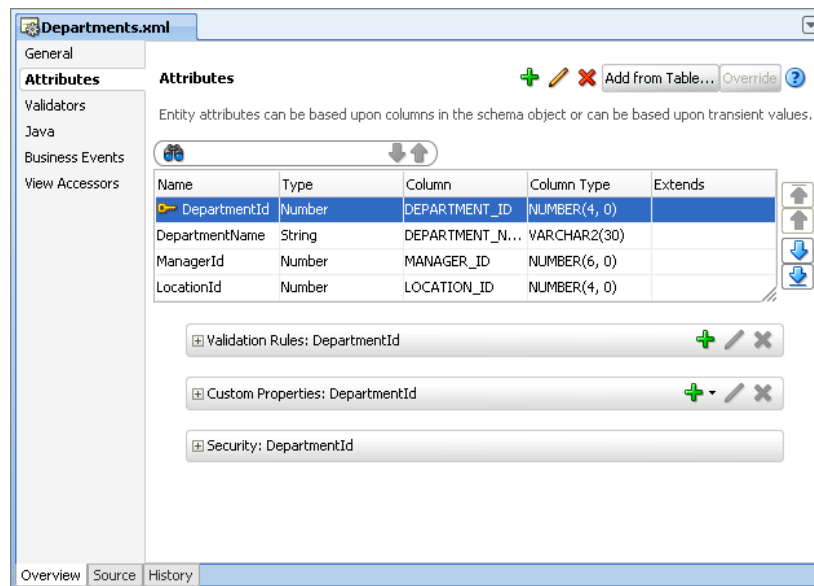 Departments.xml
General
Attributes
Validators
Java
Business Events
View Accessors
Attributes
Add from Table... Override ?
Entity attributes can be based upon columns in the schema object or can be based upon transient values.
Name Type Column Column Type Extends
DepartmentId Number DEPARTMENT_ID NUMBER(4, 0)
DepartmentName String DEPARTMENT_N... VARCHAR2(30)
ManagerId Number MANAGER_ID NUMBER(6, 0)
LocationId Number LOCATION_ID NUMBER(4, 0)
Validation Rules: DepartmentId
Custom Properties: DepartmentId
Security: DepartmentId
Overview Source History